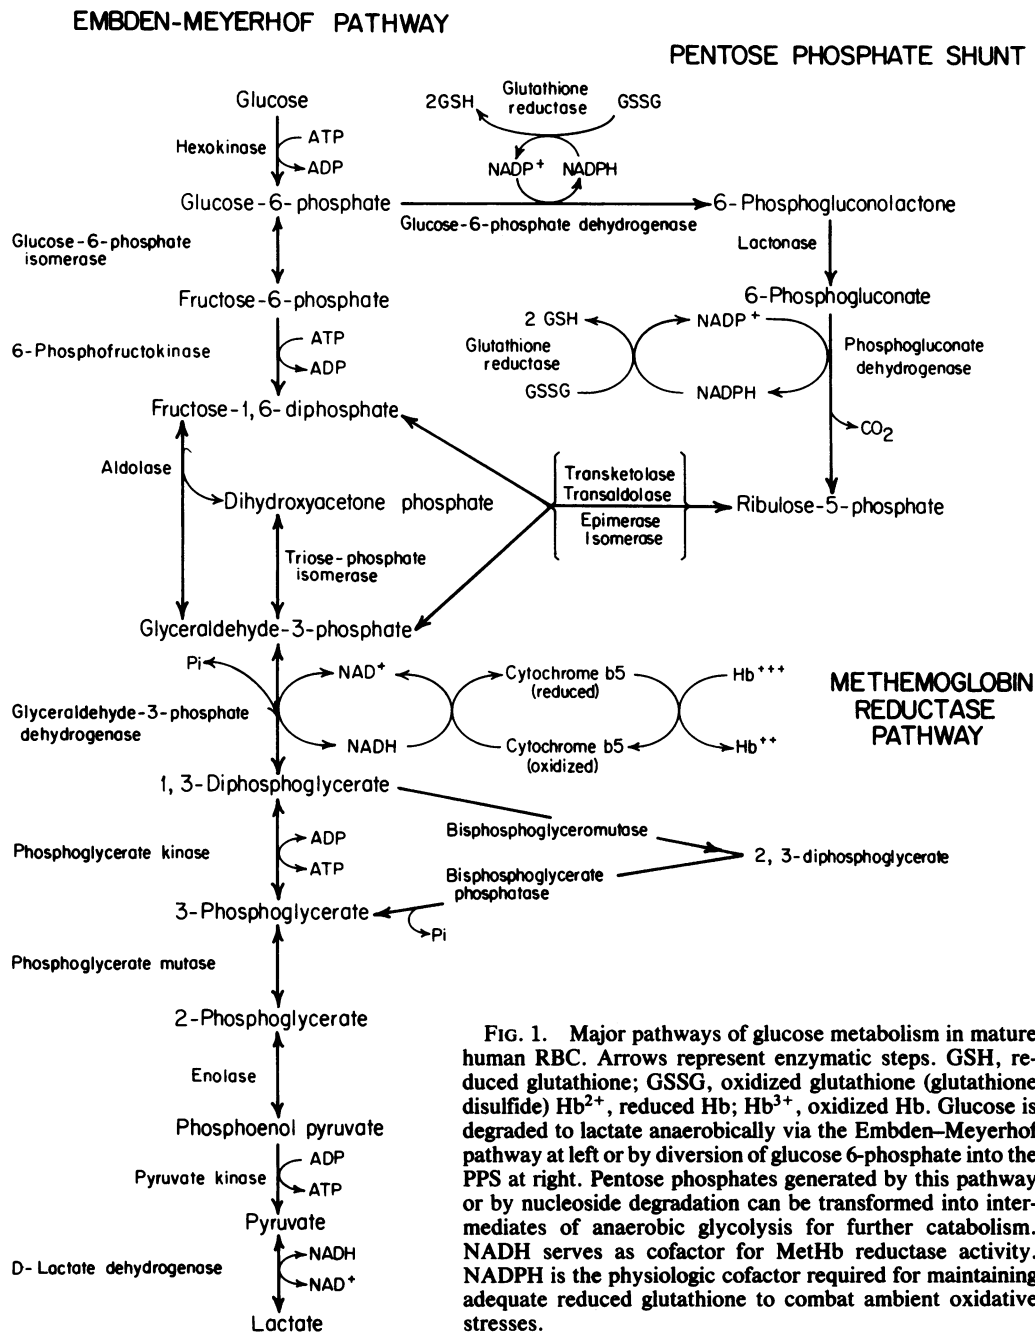 EMBDEN-MEYERHOF PATHWAY
PENTOSE PHOSPHATE SHUNT
Glucose
2GSH
Glutathione
reductase
GSSG
Hexokinase
ATP
ADP
NADP+
NADPH
Glucose-6-phosphate
Glucose-6-phosphate dehydrogenase
6-Phosphogluconolactone
Glucose-6-phosphate
isomerase
Lactonase
Fructose-6-phosphate
6-Phosphogluconate
6-Phosphofructokinase
ATP
ADP
2 GSH
Glutathione
reductase
GSSG
NADP+
NADPH
Phosphogluconate
dehydrogenase
CO2
Fructose-1,6-diphosphate
Aldolase
Dihydroxyacetone phosphate
Transketolase
Transaldolase
Epimerase
Isomerase
Ribulose-5-phosphate
Triose-phosphate
isomerase
Glyceraldehyde-3-phosphate
Pi
NAD+
Cytochrome b5
(reduced)
Hb+++
METHEMOGLOBIN
REDUCTASE
PATHWAY
Glyceraldehyde-3-phosphate
dehydrogenase
NADH
Cytochrome b5
(oxidized)
Hb++
1,3-Diphosphoglycerate
Phosphoglycerate kinase
ADP
ATP
Bisphosphoglyceromutase
2,3-diphosphoglycerate
Bisphosphoglycerate
phosphatase
3-Phosphoglycerate
Pi
Phosphoglycerate mutase
2-Phosphoglycerate
Enolase
Phosphoenol pyruvate
Pyruvate kinase
ADP
ATP
Pyruvate
D-Lactate dehydrogenase
NADH
NAD+
Lactate
FIG. 1. Major pathways of glucose metabolism in mature
human RBC. Arrows represent enzymatic steps. GSH, re-
duced glutathione; GSSG, oxidized glutathione (glutathione
disulfide) Hb2+, reduced Hb; Hb3+, oxidized Hb. Glucose is
degraded to lactate anaerobically via the Embden–Meyerhof
pathway at left or by diversion of glucose 6-phosphate into the
PPS at right. Pentose phosphates generated by this pathway
or by nucleoside degradation can be transformed into inter-
mediates of anaerobic glycolysis for further catabolism.
NADH serves as cofactor for MetHb reductase activity.
NADPH is the physiologic cofactor required for maintaining
adequate reduced glutathione to combat ambient oxidative
stresses.